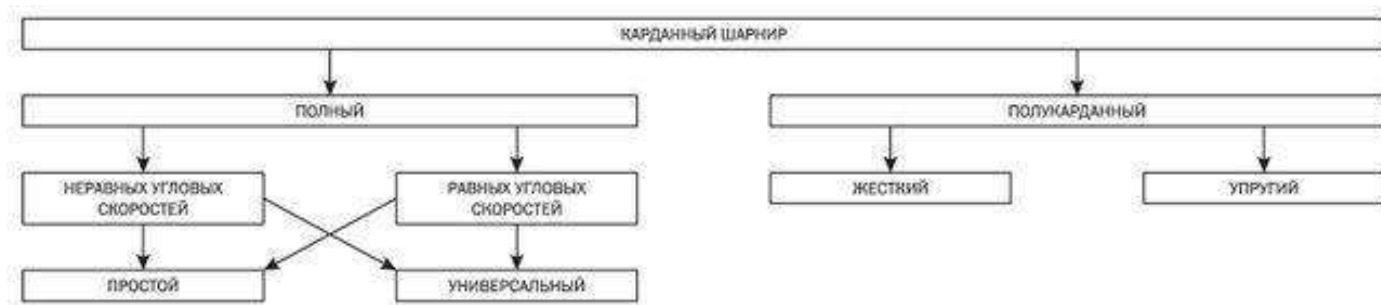 КАРДАННЫЙ ШАРНИР
ПОЛНЫЙ
ПОЛУКАРДАННЫЙ
НЕРАВНЫХ УГЛОВЫХ
СКОРОСТЕЙ
РАВНЫХ УГЛОВЫХ
СКОРОСТЕЙ
ЖЕСТКИЙ
УПРУГИЙ
ПРОСТОЙ
УНИВЕРСАЛЬНЫЙ